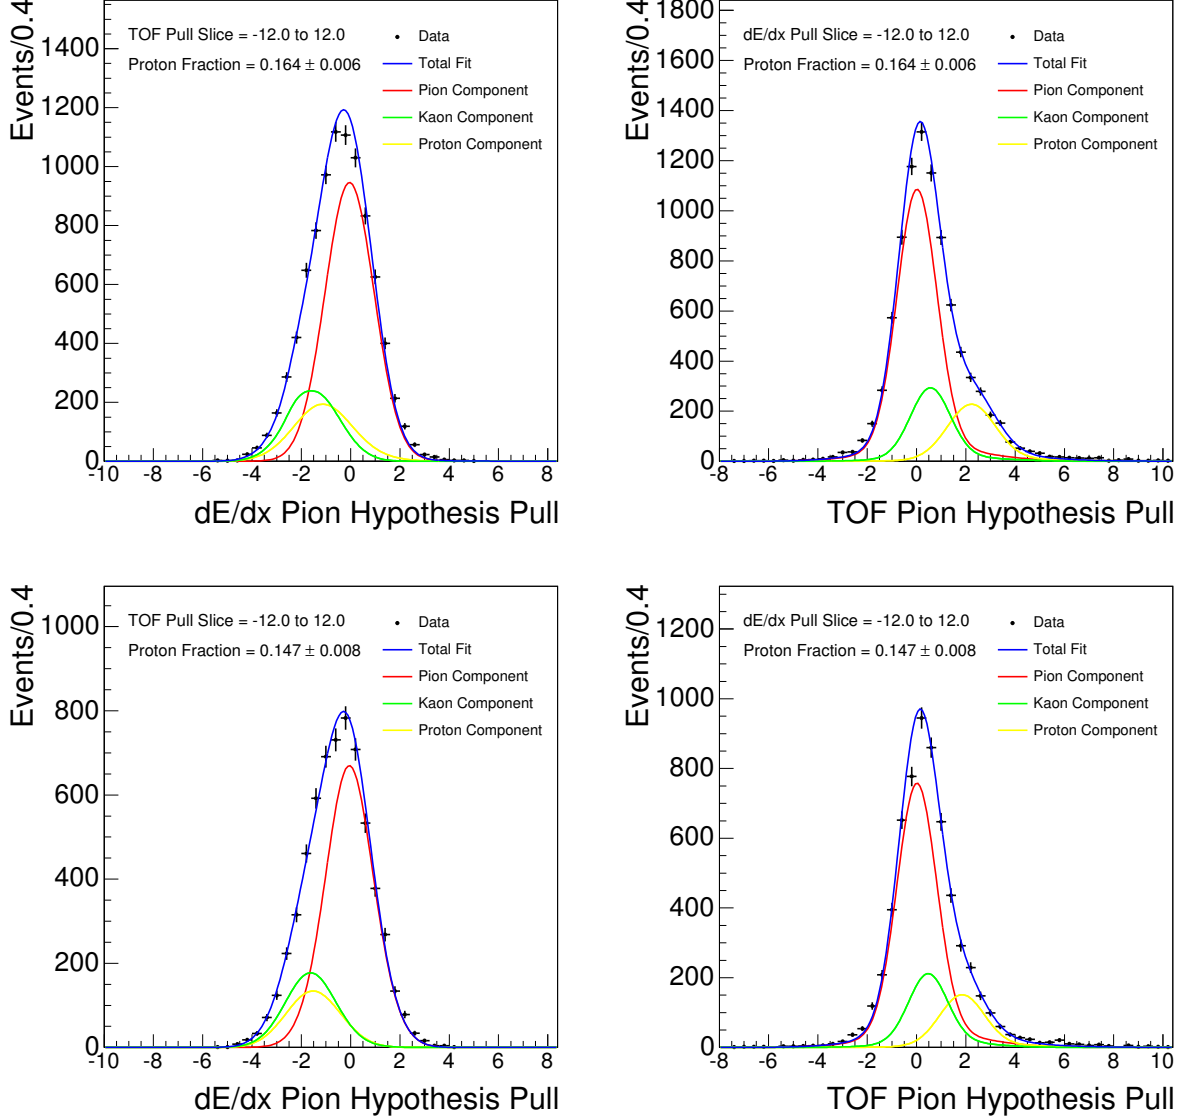 Events/0.4
1400
1200
1000
800
600
400
200
0
TOF Pull Slice = -12.0 to 12.0
Proton Fraction = 0.164 ± 0.006
Data
Total Fit
Pion Component
Kaon Component
Proton Component
-10 -8 -6 -4 -2 0 2 4 6 8
dE/dx Pion Hypothesis Pull
Events/0.4
1800
1600
1400
1200
1000
800
600
400
200
0
dE/dx Pull Slice = -12.0 to 12.0
Proton Fraction = 0.164 ± 0.006
Data
Total Fit
Pion Component
Kaon Component
Proton Component
-8 -6 -4 -2 0 2 4 6 8 10
TOF Pion Hypothesis Pull
Events/0.4
1000
800
600
400
200
0
TOF Pull Slice = -12.0 to 12.0
Proton Fraction = 0.147 ± 0.008
Data
Total Fit
Pion Component
Kaon Component
Proton Component
-10 -8 -6 -4 -2 0 2 4 6 8
dE/dx Pion Hypothesis Pull
Events/0.4
1200
1000
800
600
400
200
0
dE/dx Pull Slice = -12.0 to 12.0
Proton Fraction = 0.147 ± 0.008
Data
Total Fit
Pion Component
Kaon Component
Proton Component
-8 -6 -4 -2 0 2 4 6 8 10
TOF Pion Hypothesis Pull